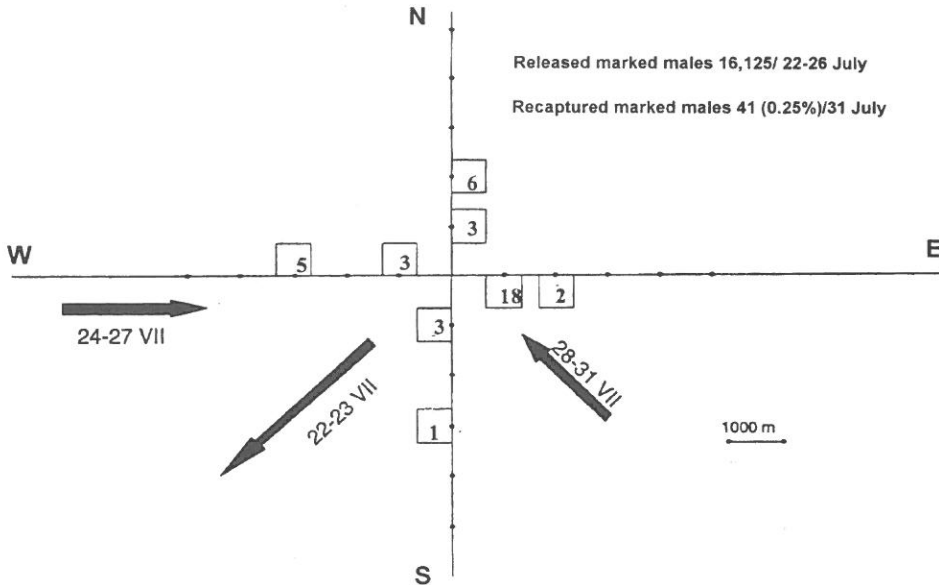 N
Released marked males 16,125/ 22-26 July
Recaptured marked males 41 (0.25%)/31 July
6
3
W
5
3
E
18
2
24-27 VII
3
22-23 VII
28-31 VII
1
1000 m
S